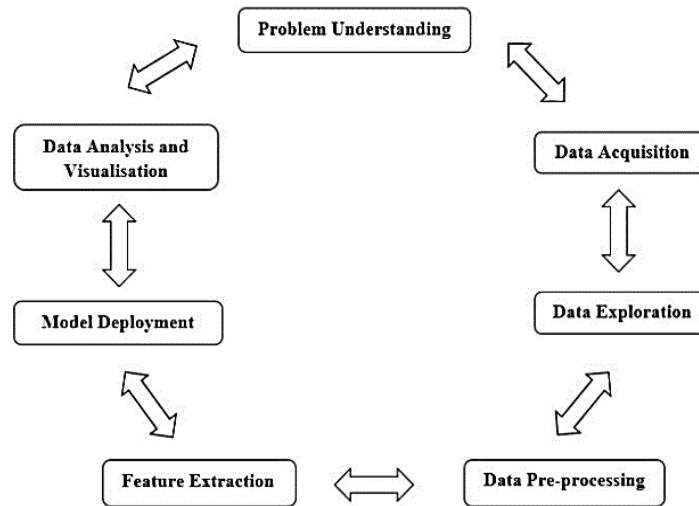 Problem Understanding
Data Acquisition
Data Exploration
Data Pre-processing
Feature Extraction
Model Deployment
Data Analysis and
Visualisation